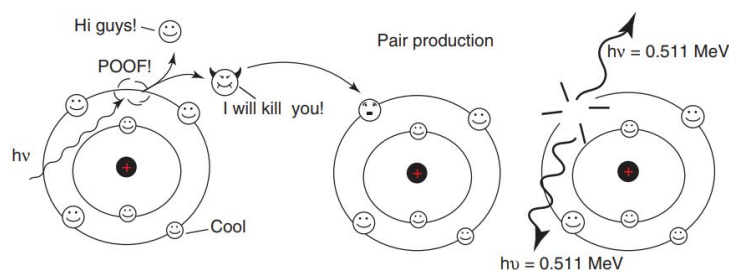 Hi guys!
POOF!
Pair production
hν = 0.511 MeV
I will kill you!
hν
+
+
+
Cool
hυ = 0.511 MeV